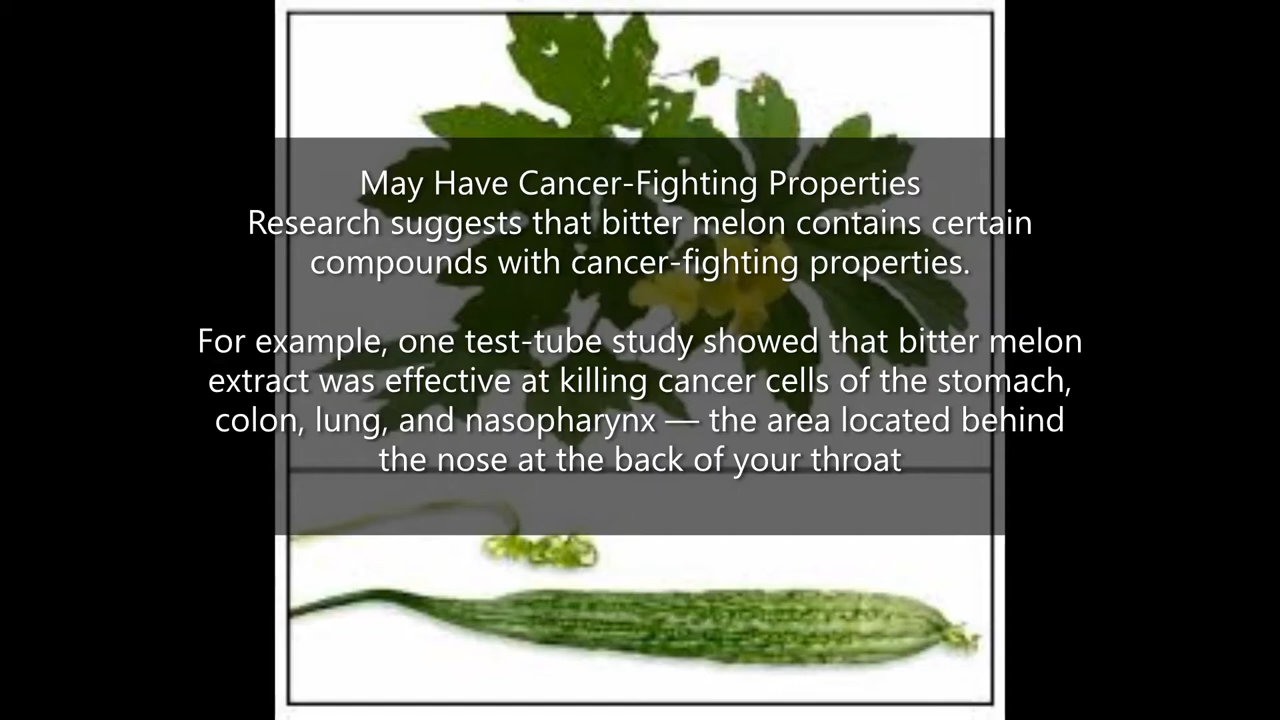 May Have Cancer-Fighting Properties
Research suggests that bitter melon contains certain
compounds with cancer-fighting properties.
For example, one test-tube study showed that bitter melon
extract was effective at killing cancer cells of the stomach,
colon, lung, and nasopharynx — the area located behind
the nose at the back of your throat